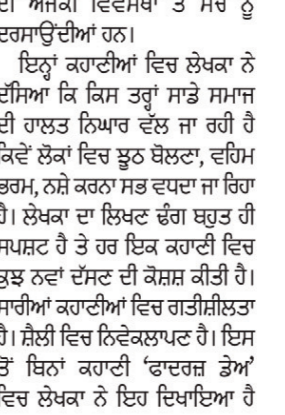 ਦੀ ਅਜੋਕੀ ਵਿਵਸਥਾ ਤੇ ਸੱਚ ਨੂੰ
ਦਰਸਾਉਂਦੀਆਂ ਹਨ।
ਇਨ੍ਹਾਂ ਕਹਾਣੀਆਂ ਵਿਚ ਲੇਖਕਾ ਨੇ
ਦੱਸਿਆ ਕਿ ਕਿਸ ਤਰ੍ਹਾਂ ਸਾਡੇ ਸਮਾਜ
ਦੀ ਹਾਲਤ ਨਿਘਾਰ ਵੱਲ ਜਾ ਰਹੀ ਹੈ
ਕਿਵੇਂ ਲੋਕਾਂ ਵਿਚ ਝੂਠ ਬੋਲਣਾ, ਵਹਿਮ
ਭਰਮ, ਨਸ਼ੇ ਕਰਨਾ ਸਭ ਵਧਦਾ ਜਾ ਰਿਹਾ
ਹੈ। ਲੇਖਕਾ ਦਾ ਲਿਖਣ ਢੰਗ ਬਹੁਤ ਹੀ
ਸਪਸ਼ਟ ਹੈ ਤੇ ਹਰ ਇਕ ਕਹਾਣੀ ਵਿਚ
ਕੁਝ ਨਵਾਂ ਦੱਸਣ ਦੀ ਕੋਸ਼ਸ਼ ਕੀਤੀ ਹੈ।
ਸਾਰੀਆਂ ਕਹਾਣੀਆਂ ਵਿਚ ਗਤੀਸ਼ੀਲਤਾ
ਹੈ। ਸ਼ੈਲੀ ਵਿਚ ਨਿਵੇਕਲਾਪਣ ਹੈ। ਇਸ
ਤੋਂ ਬਿਨਾਂ ਕਹਾਣੀ ‘ਫਾਦਰਜ਼ ਡੇਅ’
ਵਿਚ ਲੇਖਕਾ ਨੇ ਇਹ ਦਿਖਾਇਆ ਹੈ